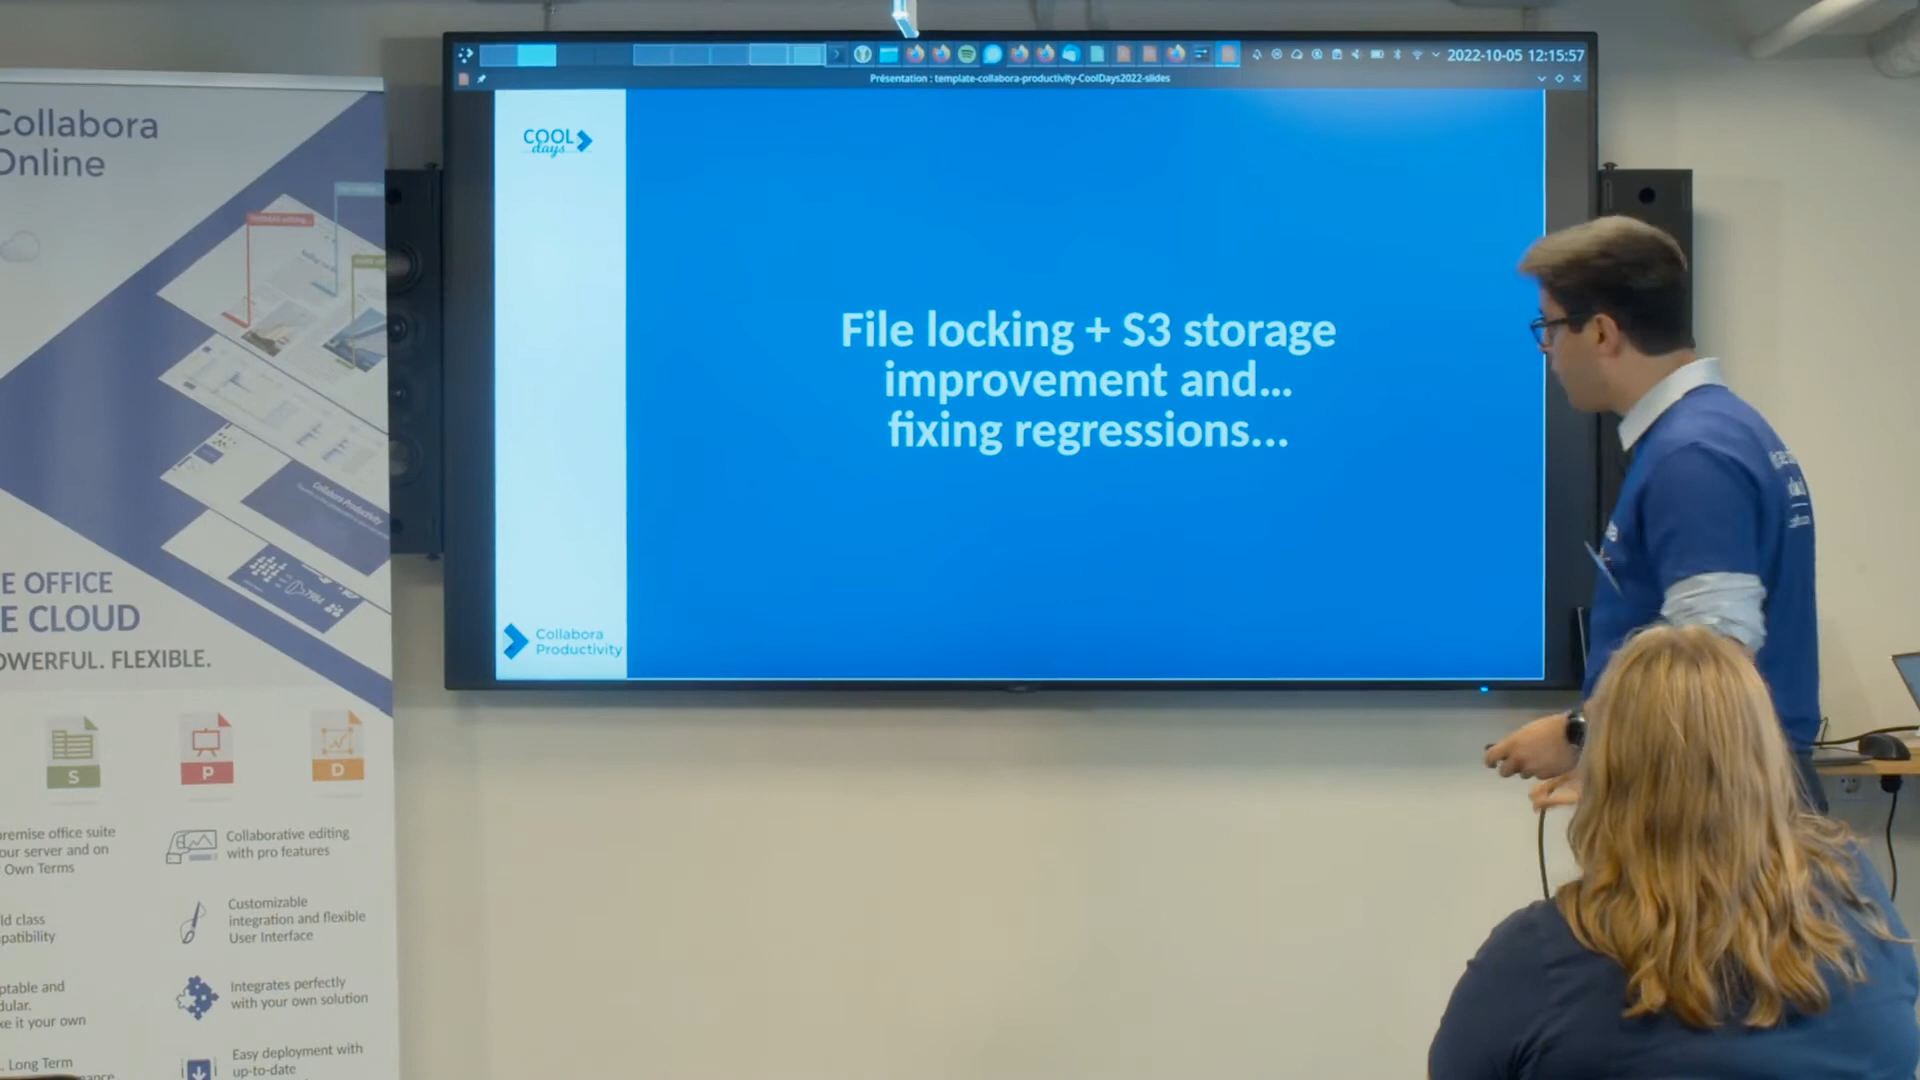 Collabora
Online
E OFFICE
E CLOUD
OWERFUL. FLEXIBLE.
S
P
D
remise office suite
our server and on
Own Terms
Collaborative editing
with pro features
ld class
patibility
Customizable
integration and flexible
User Interface
ptable and
dular.
ke it your own
Integrates perfectly
with your own solution
. Long Term
Easy deployment with
up-to-date
Collabora Productivity
2022-10-05 12:15:57
Présentation : template-collabora-productivity-CoolDays2022-slides
COOL
days
File locking + S3 storage
improvement and...
fixing regressions...
Collabora
Productivity